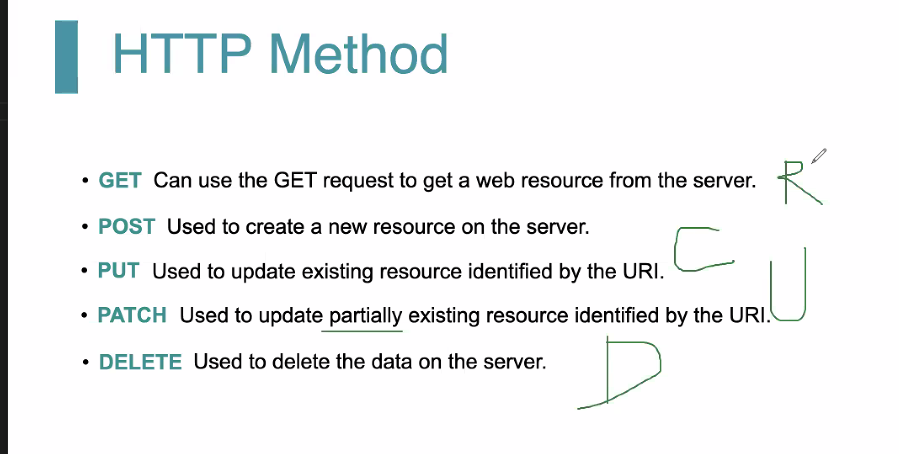 HTTP Method
• GET Can use the GET request to get a web resource from the server. R
• POST Used to create a new resource on the server.
C
• PUT Used to update existing resource identified by the URI.
U
• PATCH Used to update partially existing resource identified by the URI.
• DELETE Used to delete the data on the server. D